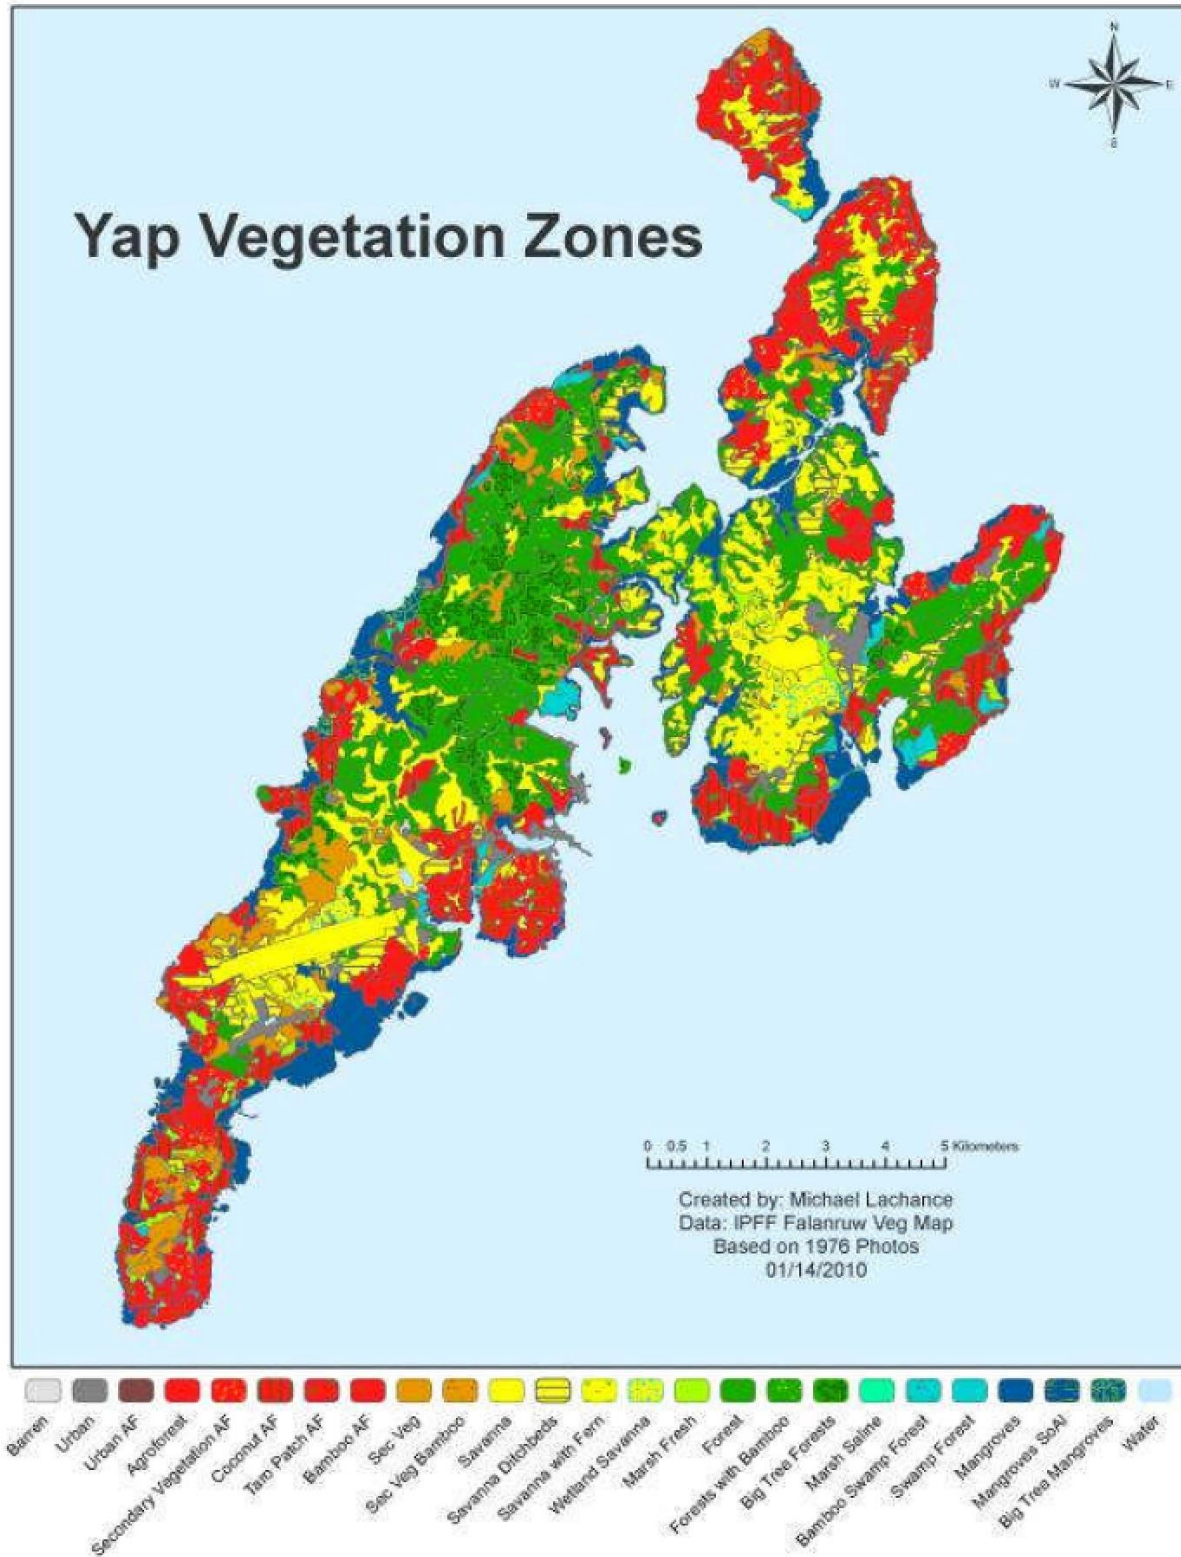 N
W E
S
Yap Vegetation Zones
0 0.5 1 2 3 4 5 Kilometers
Created by: Michael Lachance
Data: IPFF Falanruw Veg Map
Based on 1976 Photos
01/14/2010
Barren
Urban
Urban AF
Agroforest
Secondary Vegetation AF
Coconut AF
Taro Patch AF
Bamboo AF
Sec Veg
Sec Veg Bamboo
Savanna
Savanna Ditchbeds
Savanna with Fern
Wetland Savanna
Marsh Fresh
Forest
Forests with Bamboo
Big Tree Forests
Marsh Saline
Bamboo Swamp Forest
Swamp Forest
Mangroves
Mangroves SoAl
Big Tree Mangroves
Water